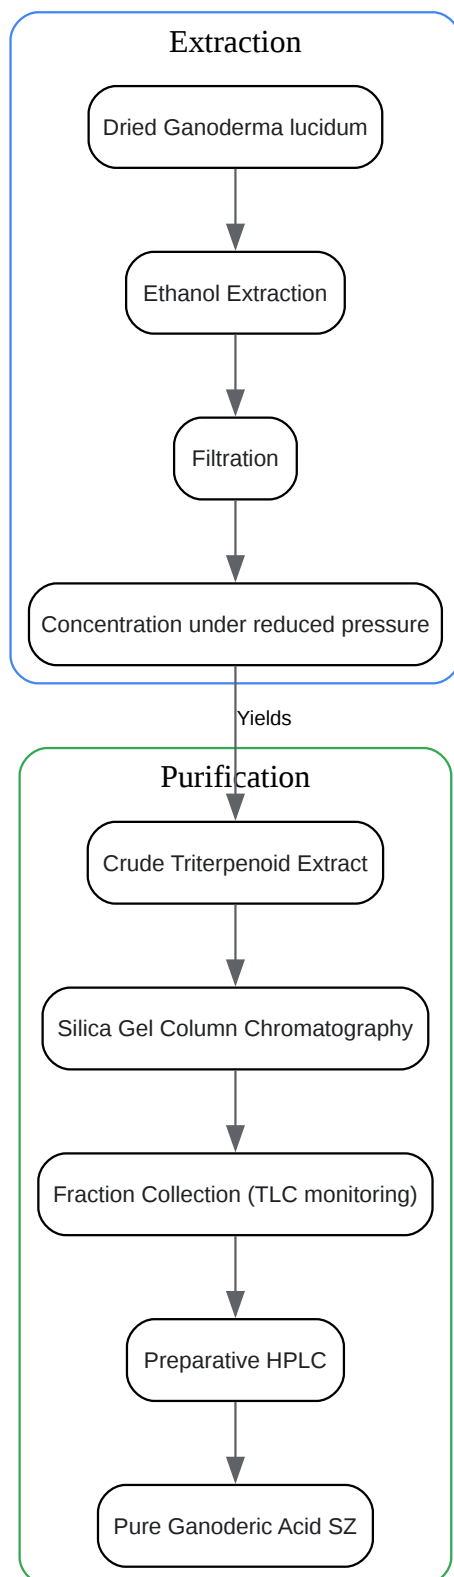 Extraction
Dried Ganoderma lucidum
Ethanol Extraction
Filtration
Concentration under reduced pressure
Yields
Purification
Crude Triterpenoid Extract
Silica Gel Column Chromatography
Fraction Collection (TLC monitoring)
Preparative HPLC
Pure Ganoderic Acid SZ